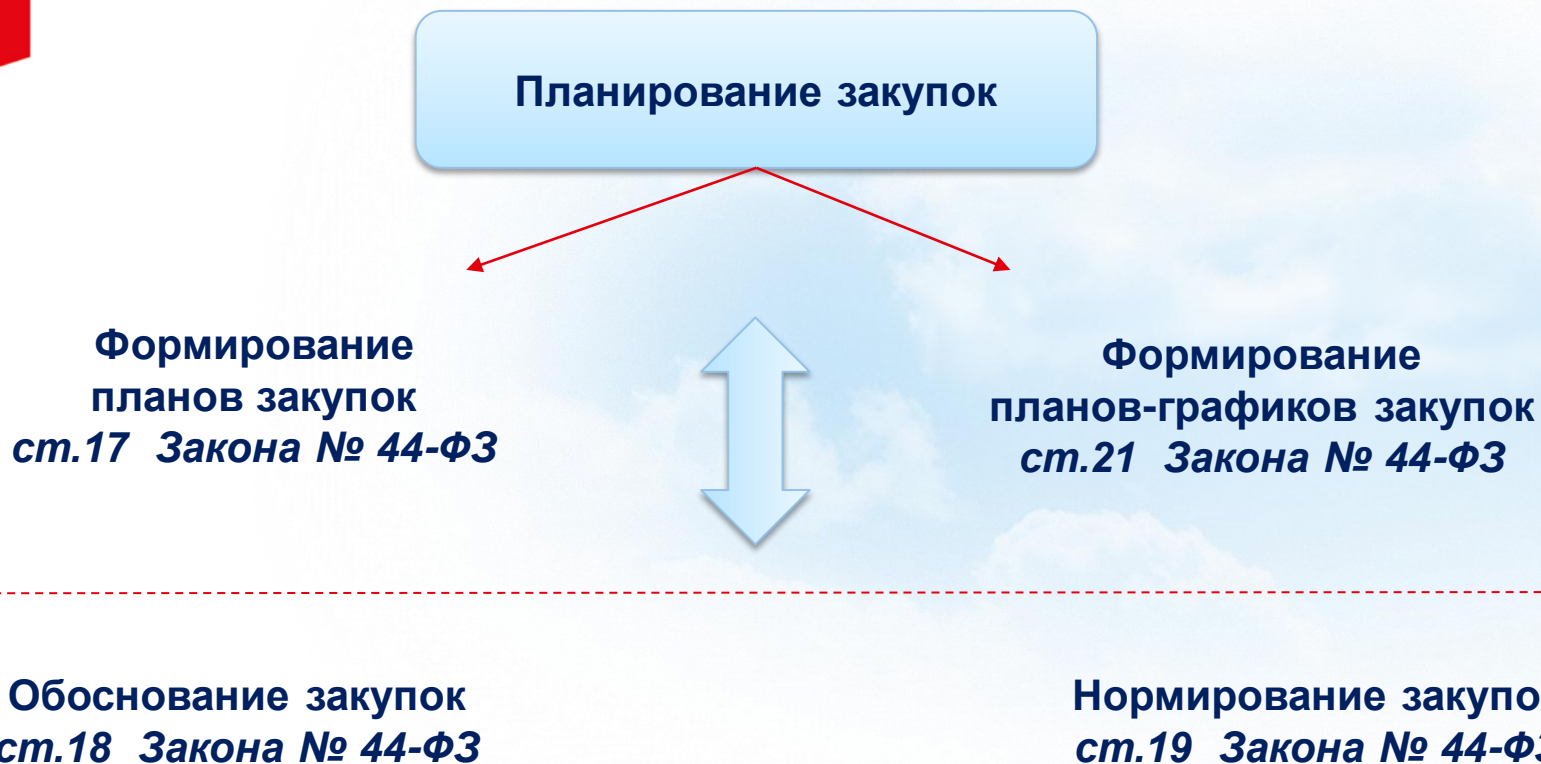 Планирование закупок
Формирование
планов закупок
ст.17 Закона № 44-ФЗ
Формирование
планов-графиков закупок
ст.21 Закона № 44-ФЗ
Обоснование закупок
ст.18 Закона № 44-ФЗ
Нормирование закупо
ст.19 Закона № 44-ФЗ